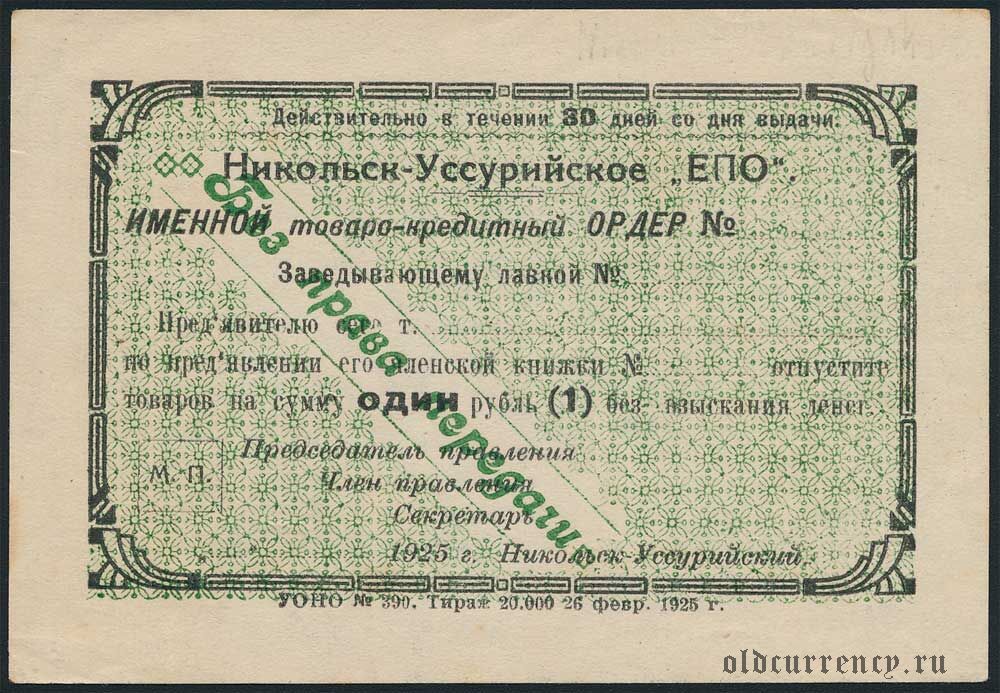 Действительно в течении 30 дней со дня выдачи.
Никольск-Уссурийское „ЕПО“.
ИМЕННОЙ товаро-кредитный ОРДЕР №
Заведывающему лавкой №
Пред'явителю сего т.
по пред'явлении его членской книжки № отпустите
товаров на сумму один рубль (1) без взыскания денег.
Без права передачи
Председатель правления
М. П.
Член правления
Секретарь
1925 г. Никольск-Уссурийский
УОНО № 390. Тираж 20.000 26 февр. 1925 г.
oldcurrency.ru